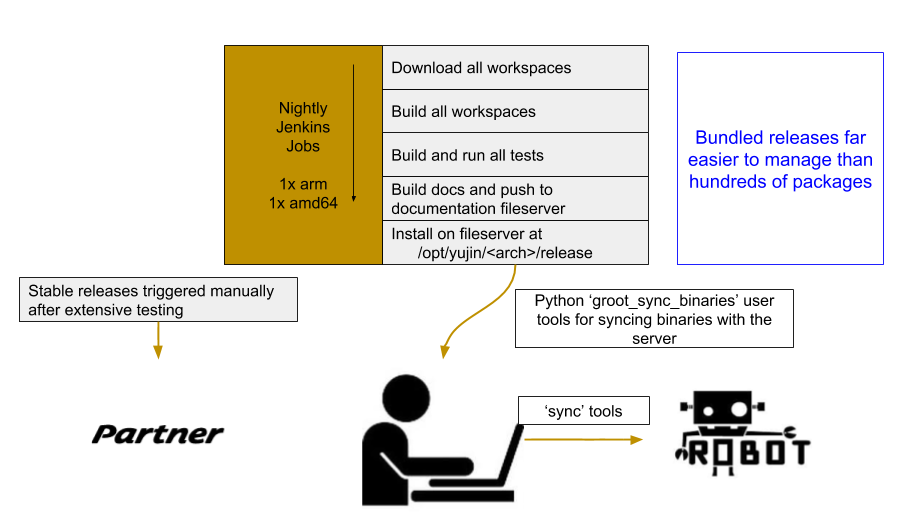 Nightly
Jenkins
Jobs
1x arm
1x amd64
Download all workspaces
Build all workspaces
Build and run all tests
Build docs and push to
documentation fileserver
Install on fileserver at
/opt/yujin/<arch>/release
Bundled releases far
easier to manage than
hundreds of packages
Stable releases triggered manually
after extensive testing
Python ‘groot_sync_binaries’ user
tools for syncing binaries with the
server
Partner
‘sync’ tools
ROBOT